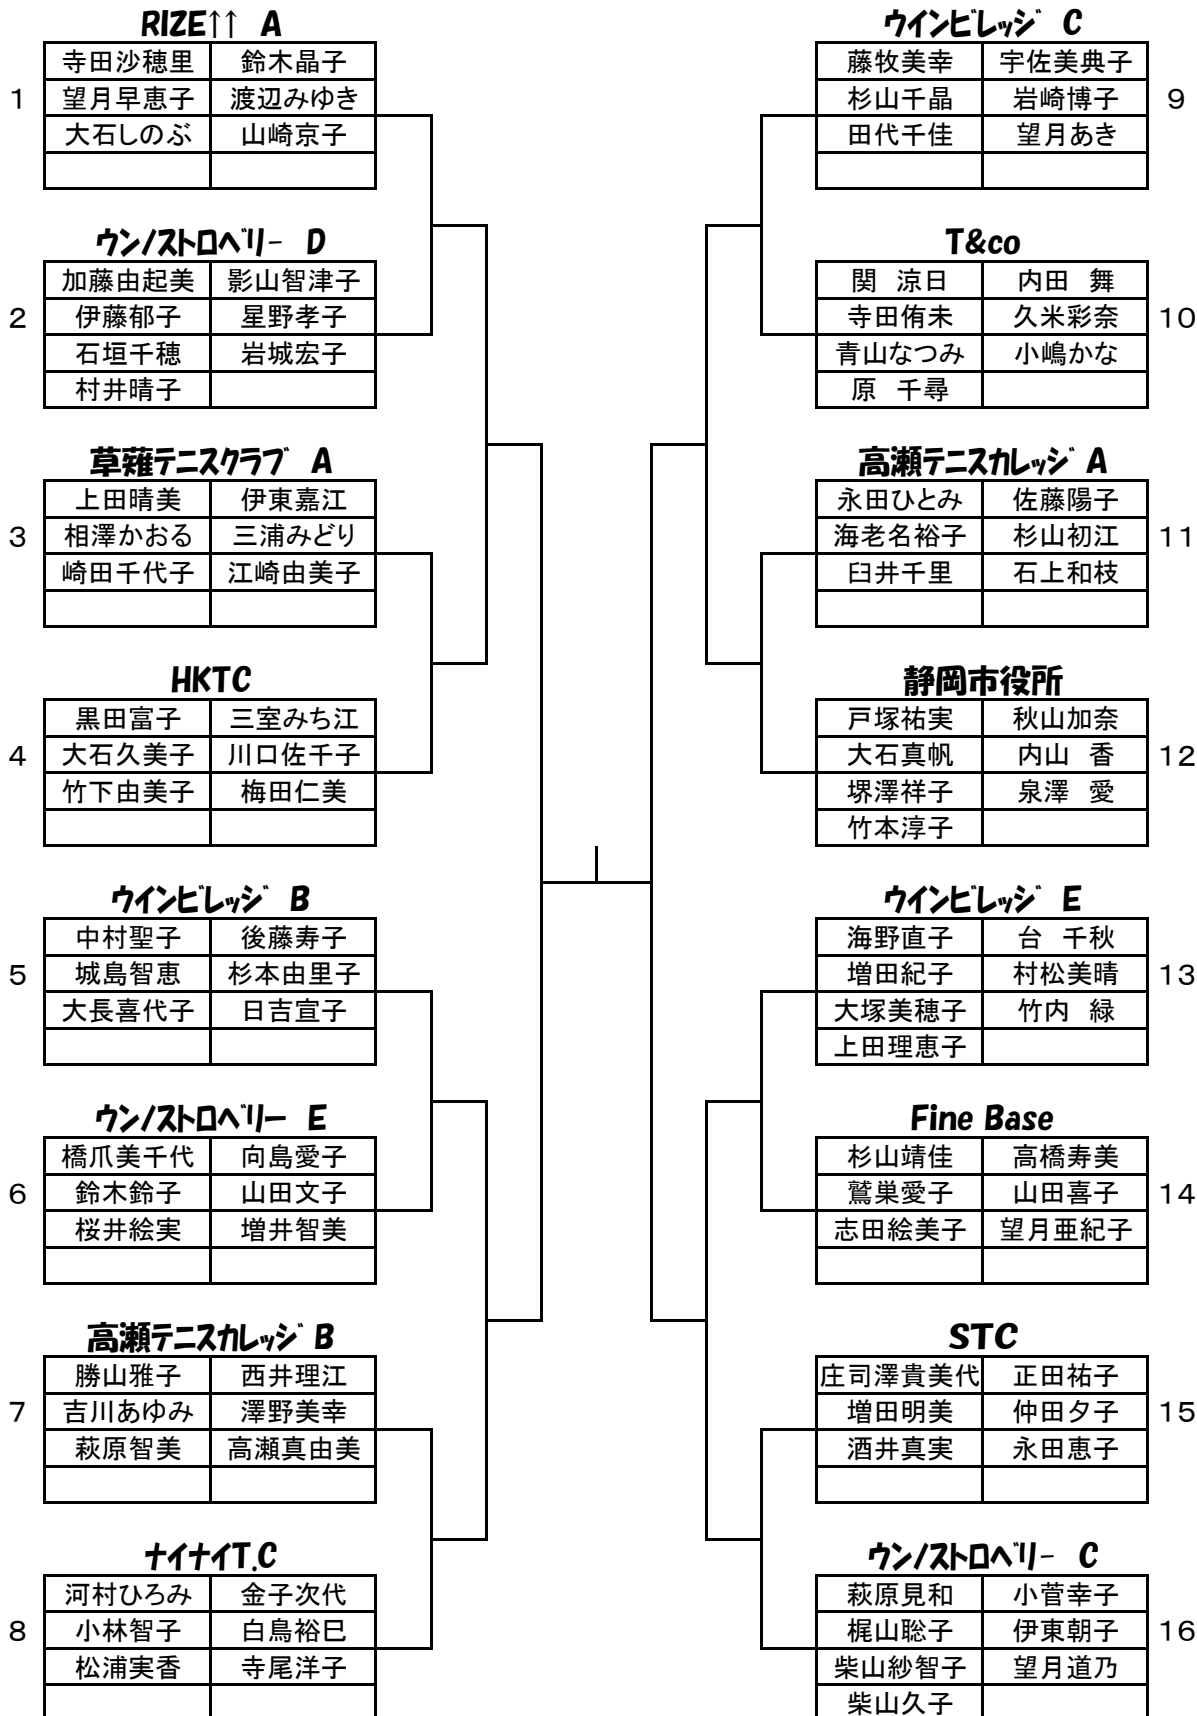 RIZE↑↑　A
寺田沙穂里　鈴木晶子
1　望月早恵子　渡辺みゆき
大石しのぶ　山崎京子
ウン/ストロベリ-　D
加藤由起美　影山智津子
2　伊藤郁子　星野孝子
石垣千穂　岩城宏子
村井晴子
草薙テニスクラブ　A
上田晴美　伊東嘉江
3　相澤かおる　三浦みどり
崎田千代子　江崎由美子
HKTC
黒田富子　三室みち江
4　大石久美子　川口佐千子
竹下由美子　梅田仁美
ウインビレッジ　B
中村聖子　後藤寿子
5　城島智恵　杉本由里子
大長喜代子　日吉宣子
ウン/ストロベリー　E
橋爪美千代　向島愛子
6　鈴木鈴子　山田文子
桜井絵実　増井智美
高瀬テニスカレッジ B
勝山雅子　西井理江
7　吉川あゆみ　澤野美幸
萩原智美　高瀬真由美
ナイナイT.C
河村ひろみ　金子次代
8　小林智子　白鳥裕巳
松浦実香　寺尾洋子
ウインビレッジ　C
藤牧美幸　宇佐美典子
杉山千晶　岩崎博子　9
田代千佳　望月あき
T&co
関　涼日　内田　舞
寺田侑未　久米彩奈　10
青山なつみ　小嶋かな
原　千尋
高瀬テニスカレッジ A
永田ひとみ　佐藤陽子
海老名裕子　杉山初江　11
臼井千里　石上和枝
静岡市役所
戸塚祐実　秋山加奈
大石真帆　内山　香　12
堺澤祥子　泉澤　愛
竹本淳子
ウインビレッジ　E
海野直子　台　千秋
増田紀子　村松美晴　13
大塚美穂子　竹内　緑
上田理恵子
Fine Base
杉山靖佳　高橋寿美
鷲巣愛子　山田喜子　14
志田絵美子　望月亜紀子
STC
庄司澤貴美代　正田祐子
増田明美　仲田夕子　15
酒井真実　永田恵子
ウン/ストロベリ-　C
萩原見和　小菅幸子
梶山聡子　伊東朝子　16
柴山紗智子　望月道乃
柴山久子